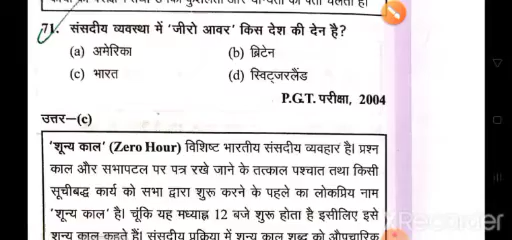 71. संसदीय व्यवस्था में 'जीरो आवर' किस देश की देन है?
(a) अमेरिका (b) ब्रिटेन
(c) भारत (d) स्विट्जरलैंड
P.G.T. परीक्षा, 2004
उत्तर–(c)
'शून्य काल' (Zero Hour) विशिष्ट भारतीय संसदीय व्यवहार है। प्रश्न
काल और सभापटल पर पत्र रखे जाने के तत्काल पश्चात तथा किसी
सूचीबद्ध कार्य को सभा द्वारा शुरू करने के पहले का लोकप्रिय नाम
'शून्य काल' है। चूंकि यह मध्याह्न 12 बजे शुरू होता है इसीलिए इसे
शून्य काल कहते हैं। संसदीय प्रक्रिया में शून्य काल शब्द को औपचारिक
XRecorder